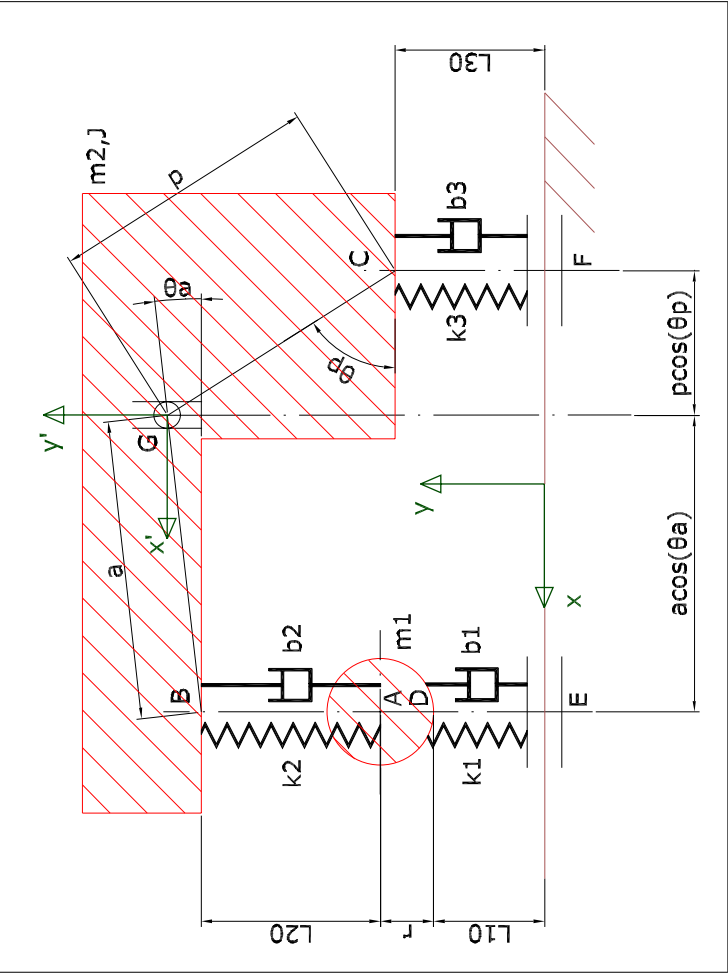 L30
m2,J
p
θa
C
b3
F
k3
θp
pcos(θp)
y'
G
x'
a
y
x
acos(θa)
B
b2
m1
A
D
b1
E
k2
k1
L20
r
L10